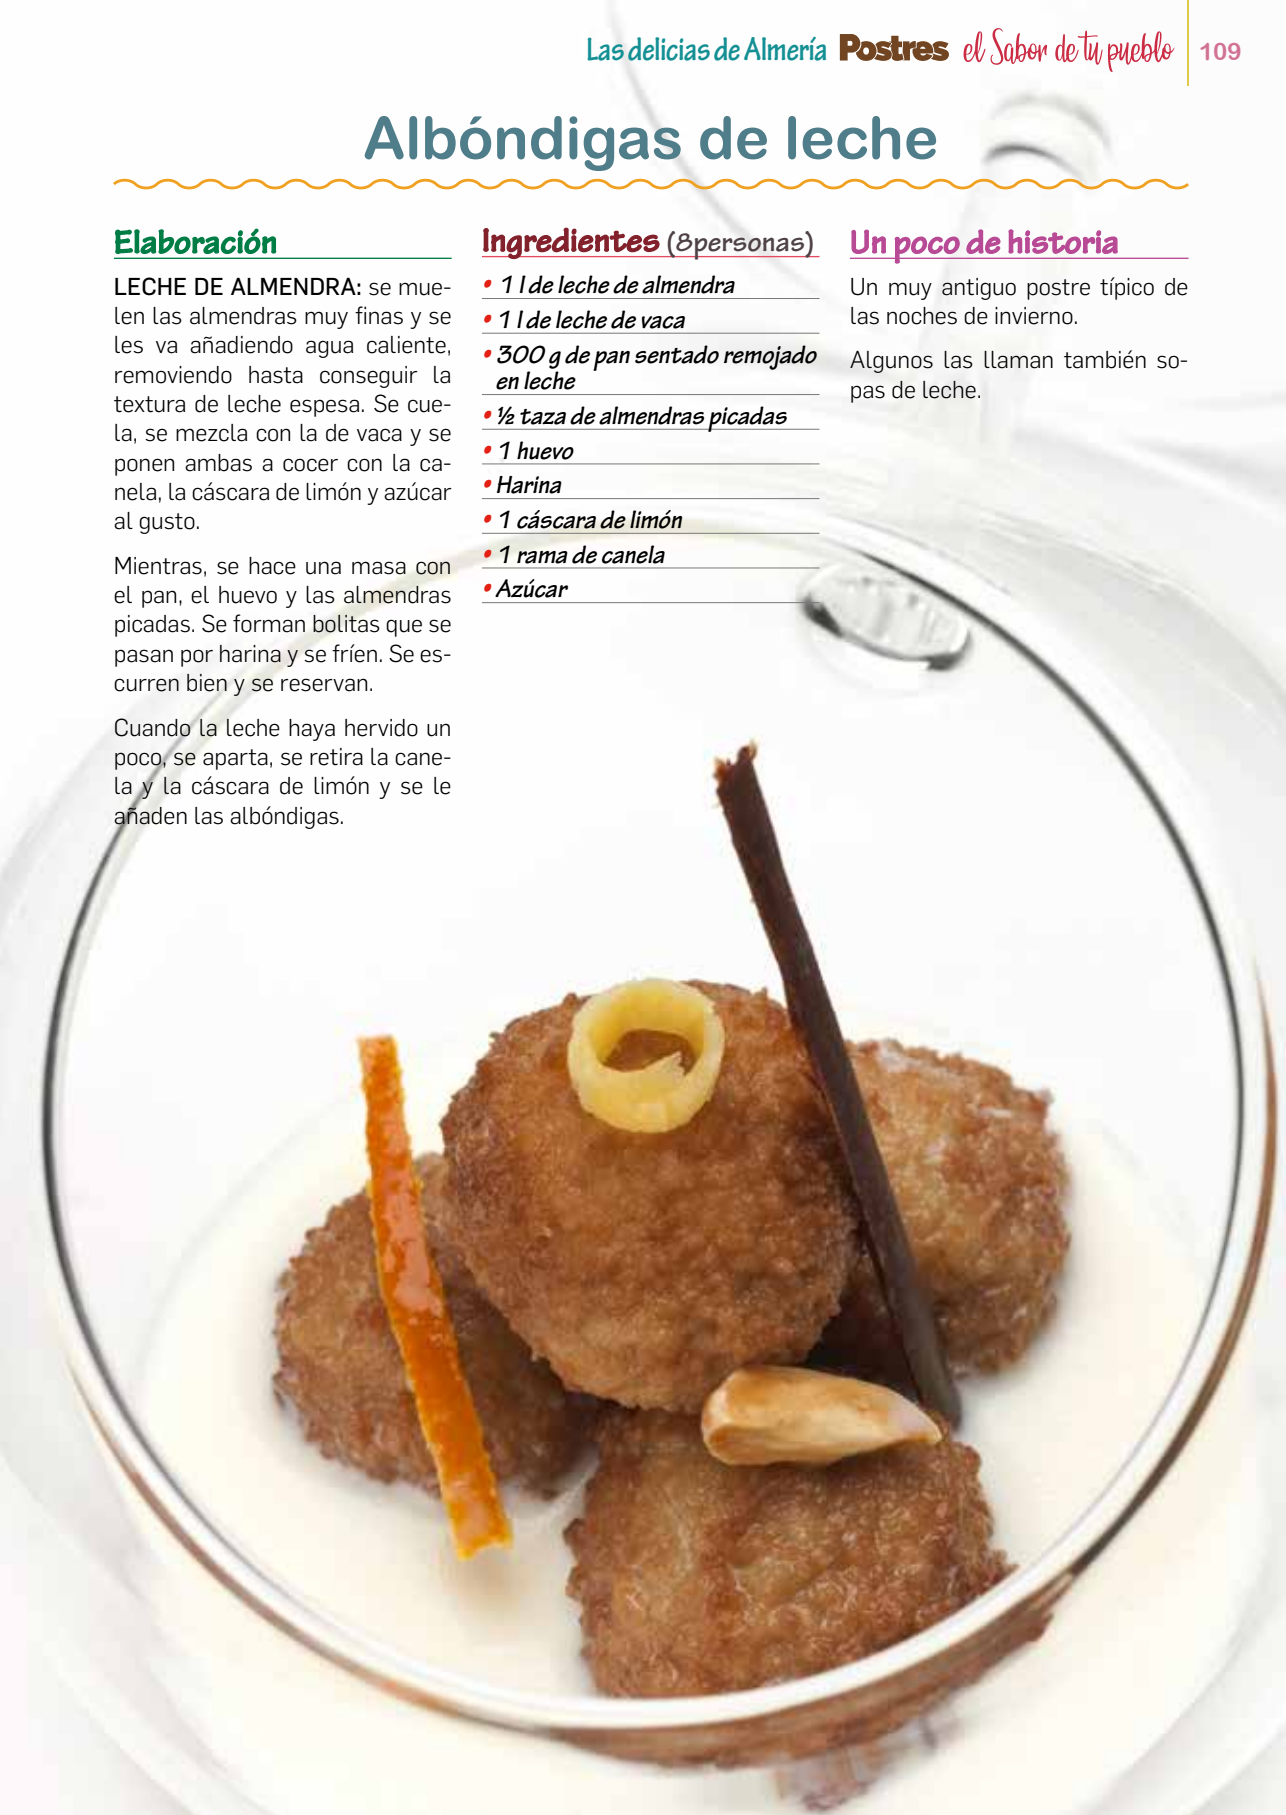 Las delicias de Almería Postres el Sabor de tu pueblo 109
Albóndigas de leche
Elaboración
LECHE DE ALMENDRA: se mue-
len las almendras muy finas y se
les va añadiendo agua caliente,
removiendo hasta conseguir la
textura de leche espesa. Se cue-
la, se mezcla con la de vaca y se
ponen ambas a cocer con la ca-
nela, la cáscara de limón y azúcar
al gusto.
Mientras, se hace una masa con
el pan, el huevo y las almendras
picadas. Se forman bolitas que se
pasan por harina y se fríen. Se es-
curren bien y se reservan.
Cuando la leche haya hervido un
poco, se aparta, se retira la cane-
la y la cáscara de limón y se le
añaden las albóndigas.
Ingredientes (8personas)
• 1 l de leche de almendra
• 1 l de leche de vaca
• 300 g de pan sentado remojado
en leche
• ½ taza de almendras picadas
• 1 huevo
• Harina
• 1 cáscara de limón
• 1 rama de canela
• Azúcar
Un poco de historia
Un muy antiguo postre típico de
las noches de invierno.
Algunos las llaman también so-
pas de leche.